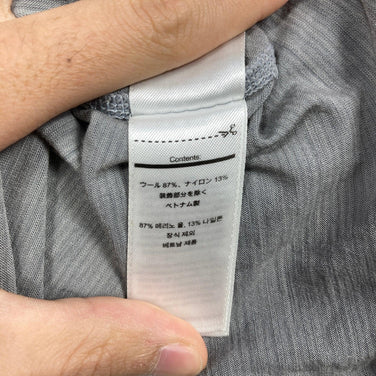 Contents:
ウール 87%、ナイロン 13%
装飾部分を除く
ベトナム製
87% 메리노 울, 13% 나일론
장식 제외
베트남 제품